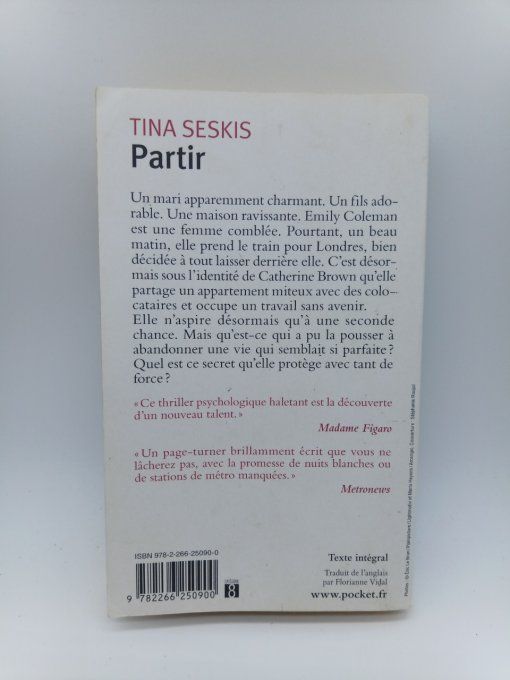 TINA SESKIS
Partir
Un mari apparemment charmant. Un fils ado-
rable. Une maison ravissante. Emily Coleman
est une femme comblée. Pourtant, un beau
matin, elle prend le train pour Londres, bien
décidée à tout laisser derrière elle. C'est désor-
mais sous l'identité de Catherine Brown qu'elle
partage un appartement miteux avec des colo-
cataires et occupe un travail sans avenir.
Elle n'aspire désormais qu'à une seconde
chance. Mais qu'est-ce qui a pu la pousser à
abandonner une vie qui semblait si parfaite ?
Quel est ce secret qu'elle protège avec tant de
force ?
« Ce thriller psychologique haletant est la découverte
d'un nouveau talent. »
Madame Figaro
« Un page-turner brillamment écrit que vous ne
lâcherez pas, avec la promesse de nuits blanches ou
de stations de métro manquées. »
Metronews
ISBN 978-2-266-25090-0
9 782266 250900
8
Texte intégral
Traduit de l'anglais
par Florianne Vidal
www.pocket.fr